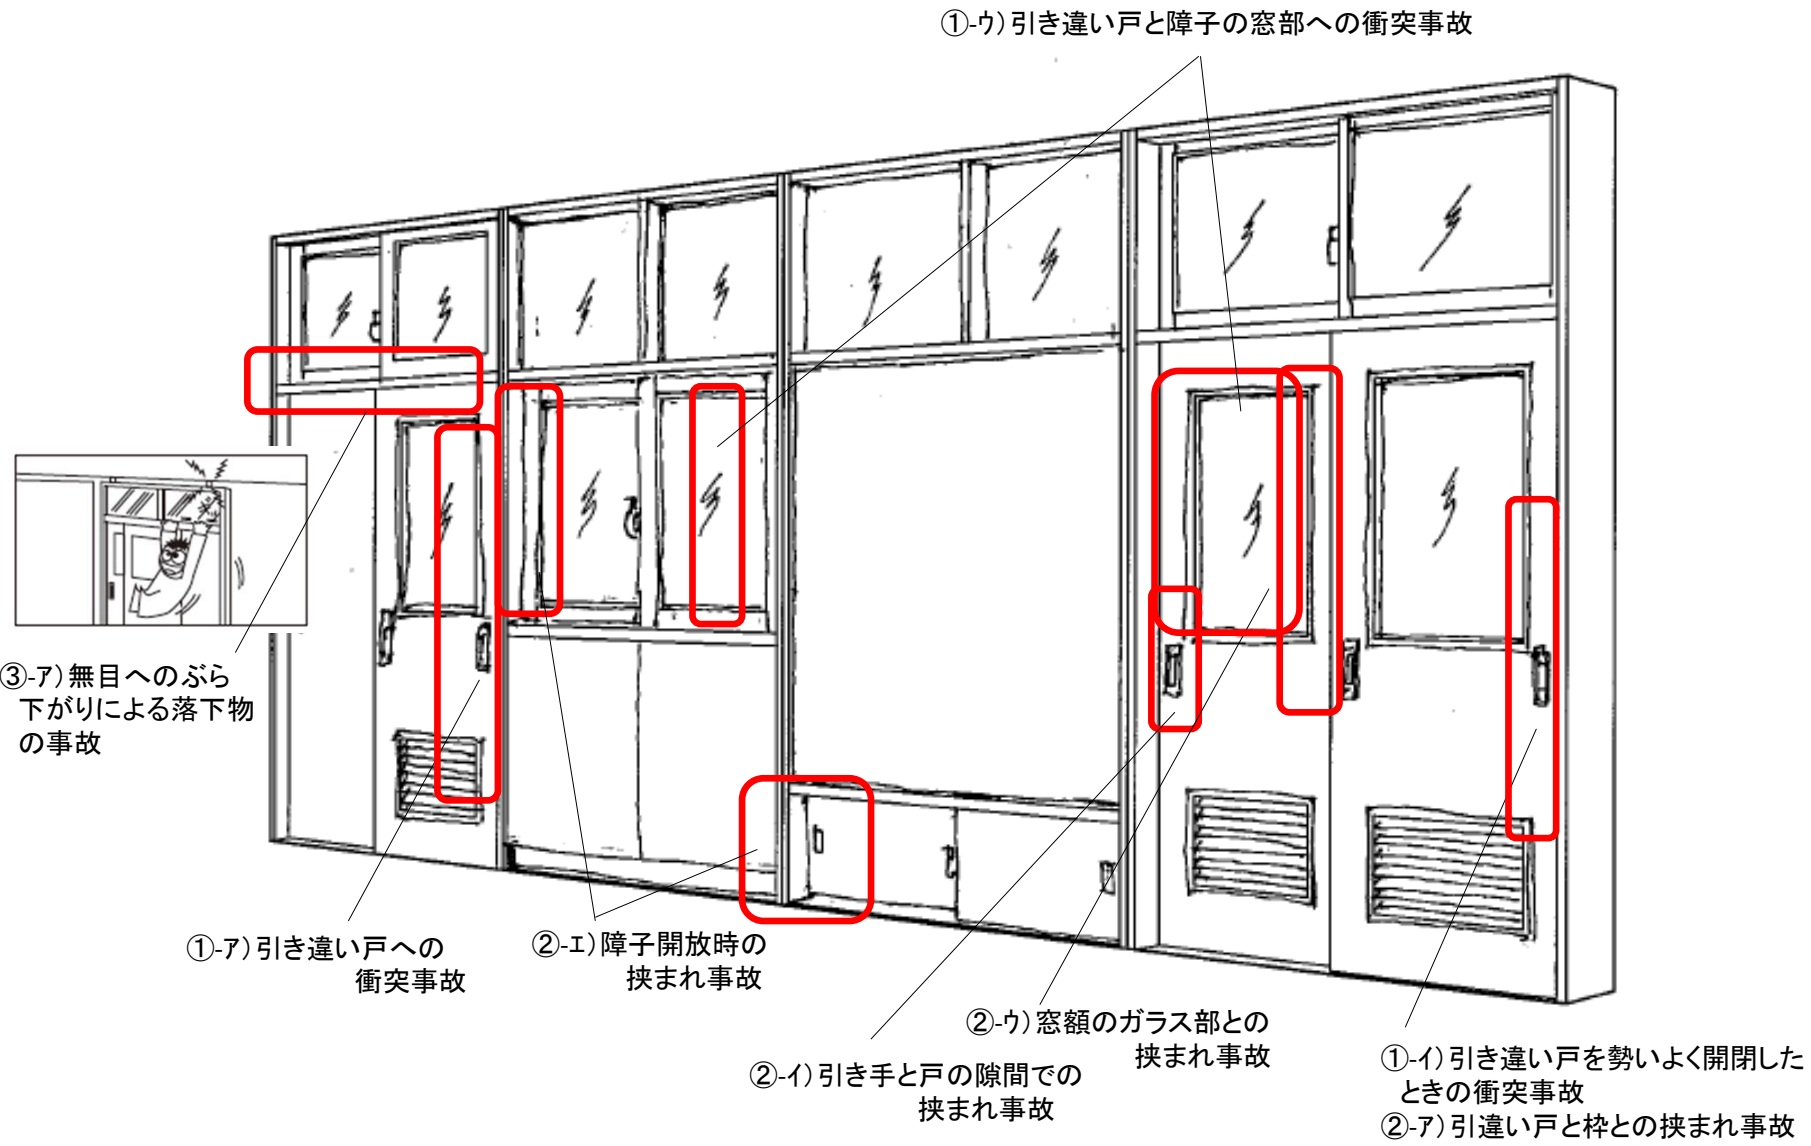 ①-ウ）引き違い戸と障子の窓部への衝突事故
③-ア）無目へのぶら
下がりによる落下物
の事故
①-ア）引き違い戸への
衝突事故
②-エ）障子開放時の
挟まれ事故
②-ウ）窓額のガラス部との
挟まれ事故
②-イ）引き手と戸の隙間での
挟まれ事故
①-イ）引き違い戸を勢いよく開閉した
ときの衝突事故
②-ア）引違い戸と枠との挟まれ事故